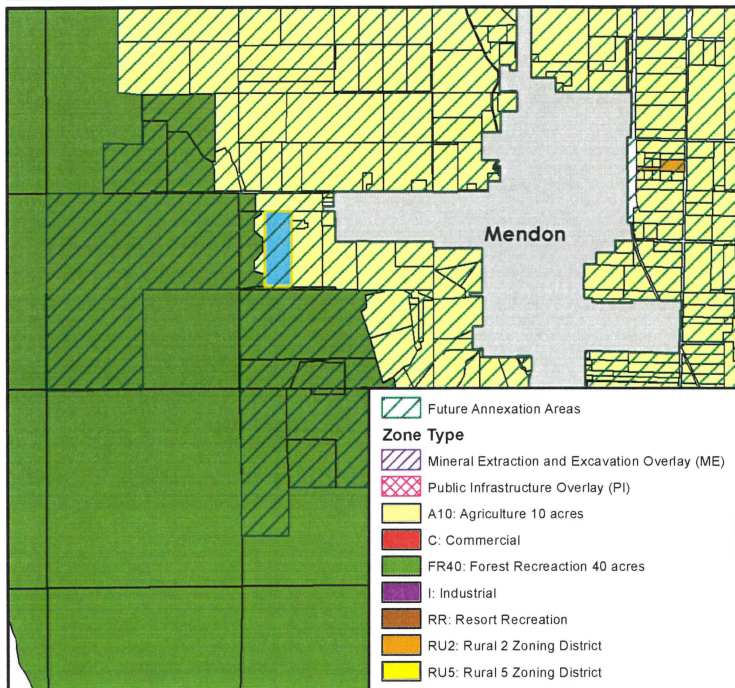 Mendon
Future Annexation Areas
Zone Type
Mineral Extraction and Excavation Overlay (ME)
Public Infrastructure Overlay (PI)
A10: Agriculture 10 acres
C: Commercial
FR40: Forest Recreaction 40 acres
I: Industrial
RR: Resort Recreation
RU2: Rural 2 Zoning District
RU5: Rural 5 Zoning District